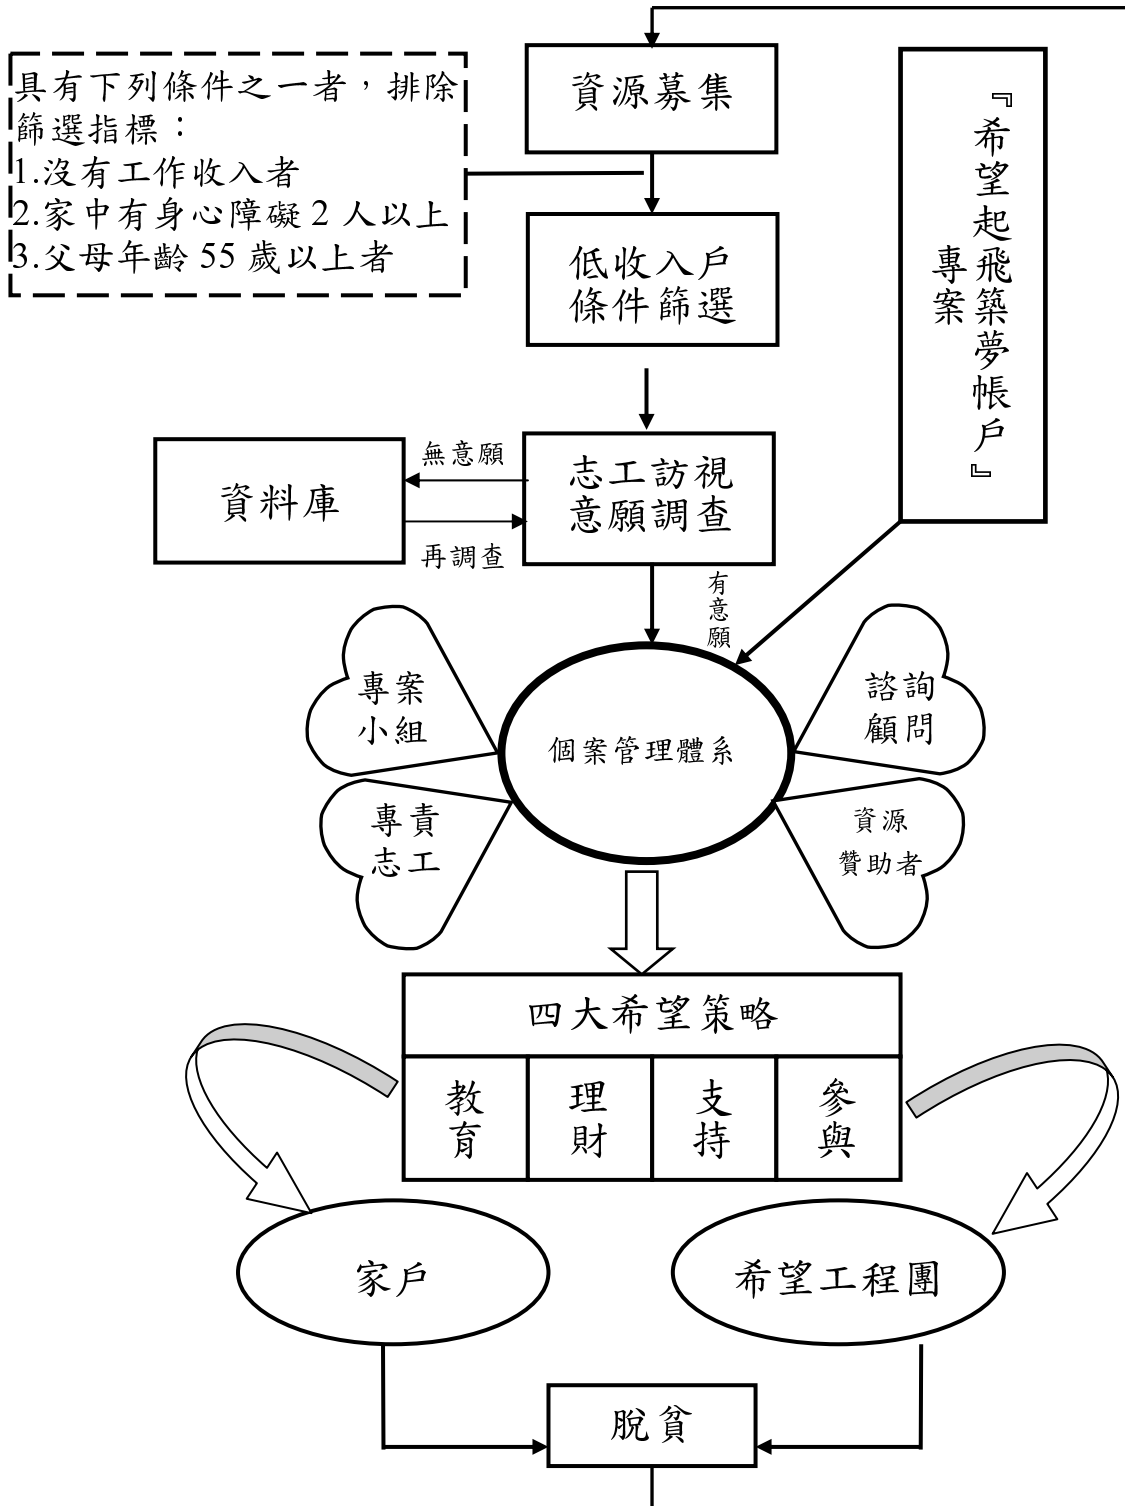 資源募集
具有下列條件之一者，排除
篩選指標：
1.沒有工作收入者
2.家中有身心障礙 2 人以上
3.父母年齡 55 歲以上者
『希望起飛築夢帳戶』
專案
低收入戶
條件篩選
無意願
資料庫
志工訪視
意願調查
再調查
有意願
專案
小組
諮詢
顧問
個案管理體系
專責
志工
資源
贊助者
四大希望策略
教育
理財
支持
參與
家戶
希望工程團
脫貧